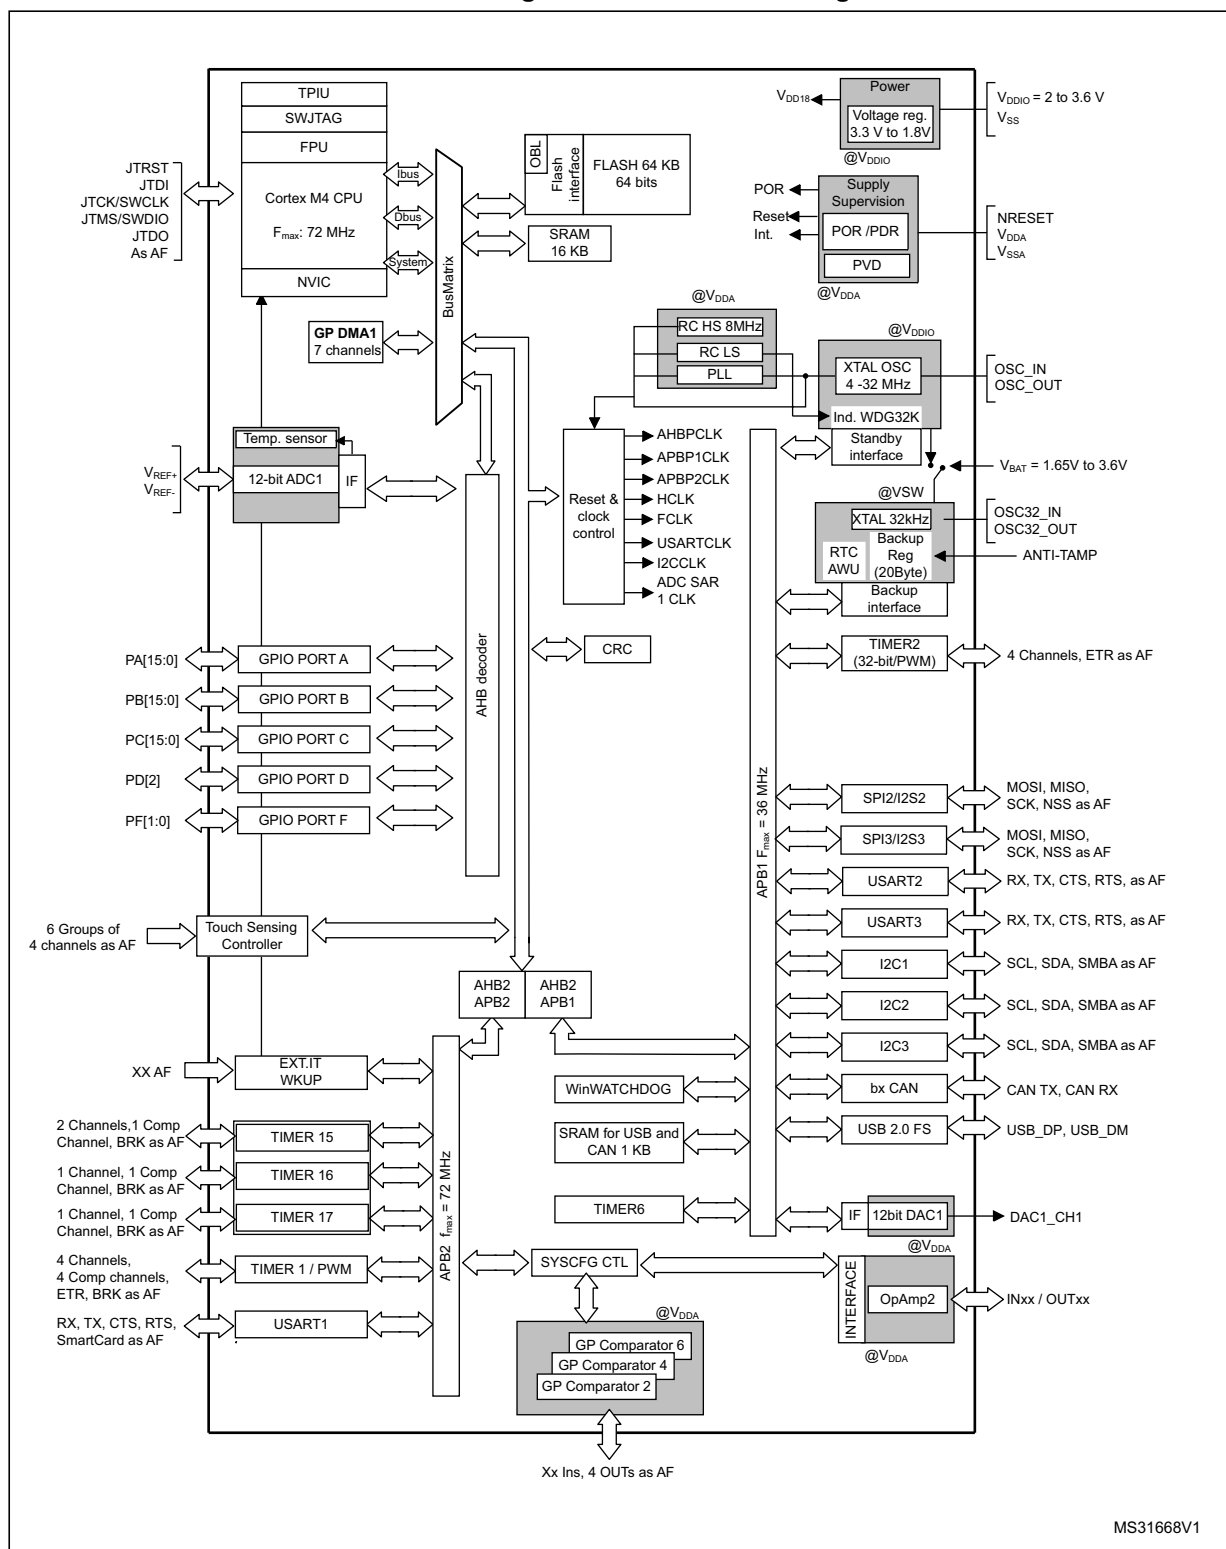 TPIU
SWJTAG
FPU
Cortex M4 CPU
Fmax: 72 MHz
NVIC
JTRST
JTDI
JTCK/SWCLK
JTMS/SWDIO
JTDO
As AF
Ibus
Dbus
System
BusMatrix
OBL
Flash
interface
FLASH 64 KB
64 bits
SRAM
16 KB
GP DMA1
7 channels
VDD18
Power
Voltage reg.
3.3 V to 1.8V
@VDDIO
VDDIO = 2 to 3.6 V
VSS
POR
Reset
Int.
Supply
Supervision
POR /PDR
PVD
@VDDA
NRESET
VDDA
VSSA
@VDDA
RC HS 8MHz
RC LS
PLL
@VDDIO
XTAL OSC
4 -32 MHz
Ind. WDG32K
Standby
interface
OSC_IN
OSC_OUT
VBAT = 1.65V to 3.6V
@VSW
XTAL 32kHz
RTC
AWU
Backup
Reg
(20Byte)
Backup
interface
OSC32_IN
OSC32_OUT
ANTI-TAMP
Temp. sensor
12-bit ADC1
IF
VREF+
VREF-
Reset &
clock
control
AHBPCLK
APBP1CLK
APBP2CLK
HCLK
FCLK
USARTCLK
I2CCLK
ADC SAR
1 CLK
AHB decoder
CRC
PA[15:0]
GPIO PORT A
PB[15:0]
GPIO PORT B
PC[15:0]
GPIO PORT C
PD[2]
GPIO PORT D
PF[1:0]
GPIO PORT F
6 Groups of
4 channels as AF
Touch Sensing
Controller
AHB2
APB2
AHB2
APB1
APB1 Fmax = 36 MHz
TIMER2
(32-bit/PWM)
4 Channels, ETR as AF
SPI2/I2S2
MOSI, MISO,
SCK, NSS as AF
SPI3/I2S3
MOSI, MISO,
SCK, NSS as AF
USART2
RX, TX, CTS, RTS, as AF
USART3
RX, TX, CTS, RTS, as AF
I2C1
SCL, SDA, SMBA as AF
I2C2
SCL, SDA, SMBA as AF
I2C3
SCL, SDA, SMBA as AF
bx CAN
CAN TX, CAN RX
USB 2.0 FS
USB_DP, USB_DM
IF
12bit DAC1
@VDDA
DAC1_CH1
XX AF
EXT.IT
WKUP
2 Channels,1 Comp
Channel, BRK as AF
TIMER 15
1 Channel, 1 Comp
Channel, BRK as AF
TIMER 16
1 Channel, 1 Comp
Channel, BRK as AF
TIMER 17
4 Channels,
4 Comp channels,
ETR, BRK as AF
TIMER 1 / PWM
RX, TX, CTS, RTS,
SmartCard as AF
USART1
APB2 fmax = 72 MHz
WinWATCHDOG
SRAM for USB and
CAN 1 KB
TIMER6
SYSCFG CTL
INTERFACE
OpAmp2
@VDDA
INxx / OUTxx
@VDDA
GP Comparator 6
GP Comparator 4
GP Comparator 2
Xx Ins, 4 OUTs as AF
MS31668V1